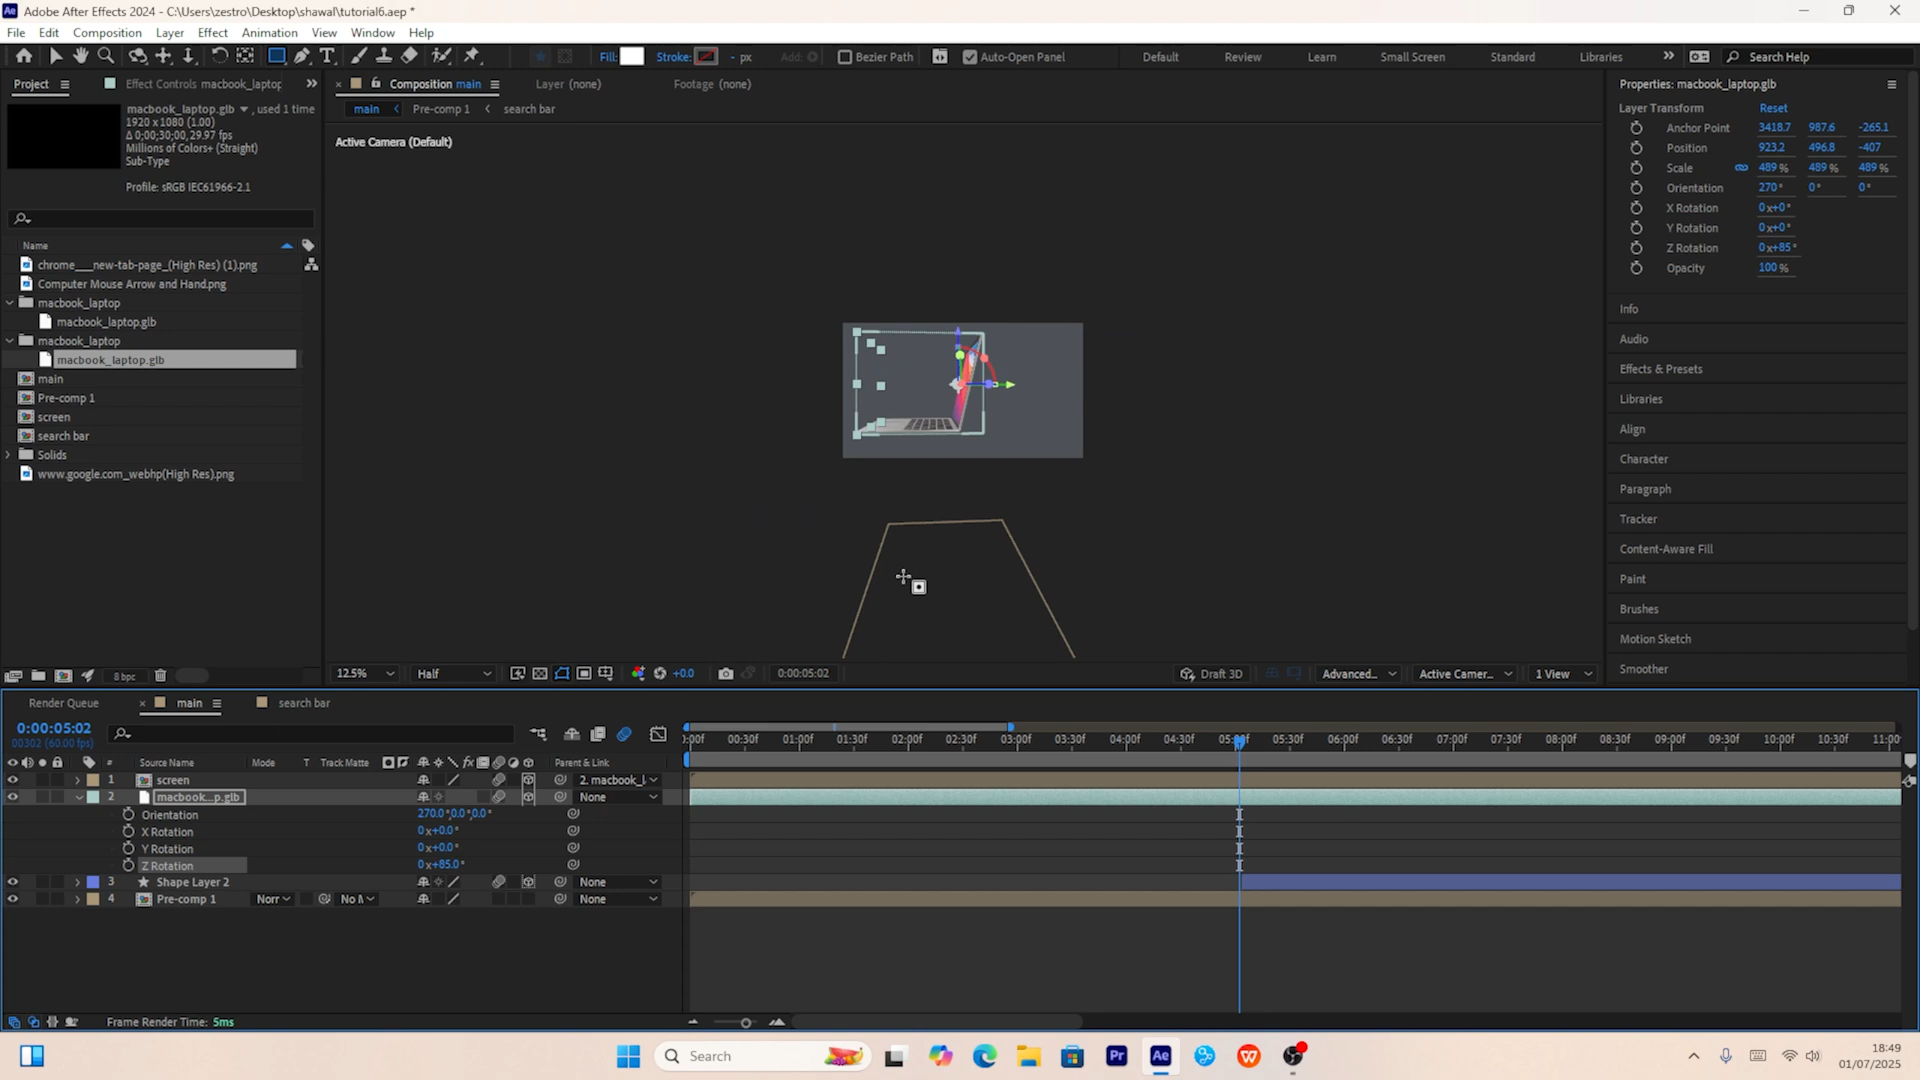 Adobe After Effects 2024 - C:\Users\zestro\Desktop\shawal\tutorial6.aep *
File Edit Composition Layer Effect Animation View Window Help
Fill: Stroke: - px Add: Bezier Path Auto-Open Panel Default Review Learn Small Screen Standard Libraries Search Help
Project Effect Controls macbook_laptop
macbook_laptop.glb , used 1 time
1920 x 1080 (1.00)
Δ 0;00;30;00, 29.97 fps
Millions of Colors+ (Straight)
Sub-Type
Profile: sRGB IEC61966-2.1
Name
chrome___new-tab-page_(High Res) (1).png
Computer Mouse Arrow and Hand.png
macbook_laptop
macbook_laptop.glb
macbook_laptop
macbook_laptop.glb
main
Pre-comp 1
screen
search bar
Solids
www.google.com_webhp(High Res).png
8 bpc
Composition main Layer (none) Footage (none)
main Pre-comp 1 search bar
Active Camera (Default)
12.5% Half +0.0 0:00:05:02 Draft 3D Advanced... Active Camer... 1 View
Properties: macbook_laptop.glb
Layer Transform Reset
Anchor Point 3418.7 987.6 -265.1
Position 923.2 496.8 -407
Scale 489 % 489 % 489 %
Orientation 270° 0° 0°
X Rotation 0x+0°
Y Rotation 0x+0°
Z Rotation 0x+85°
Opacity 100 %
Info
Audio
Effects & Presets
Libraries
Align
Character
Paragraph
Tracker
Content-Aware Fill
Paint
Brushes
Motion Sketch
Smoother
Render Queue main search bar
0:00:05:02
00302 (60.00 fps)
):00f 00:30f 01:00f 01:30f 02:00f 02:30f 03:00f 03:30f 04:00f 04:30f 05:00f 05:30f 06:00f 06:30f 07:00f 07:30f 08:00f 08:30f 09:00f 09:30f 10:00f 10:30f 11:00
# Source Name Mode T Track Matte Parent & Link
1 screen 2. macbook_l
2 macbook...p.glb None
Orientation 270.0°,0.0°,0.0°
X Rotation 0x+0.0°
Y Rotation 0x+0.0°
Z Rotation 0x+85.0°
3 Shape Layer 2 None
4 Pre-comp 1 Norr No M None
Frame Render Time: 5ms
Search
Pr Ae
18:49
01/07/2025